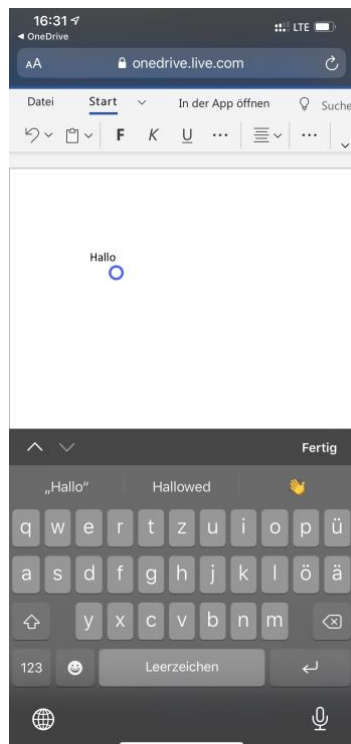 16:31
LTE
OneDrive
AA onedrive.live.com
Datei Start In der App öffnen Suche
F K U ...
Hallo
Fertig
„Hallo“ Hallowed 👋
q w e r t z u i o p ü
a s d f g h j k l ö ä
y x c v b n m
123 Leerzeichen